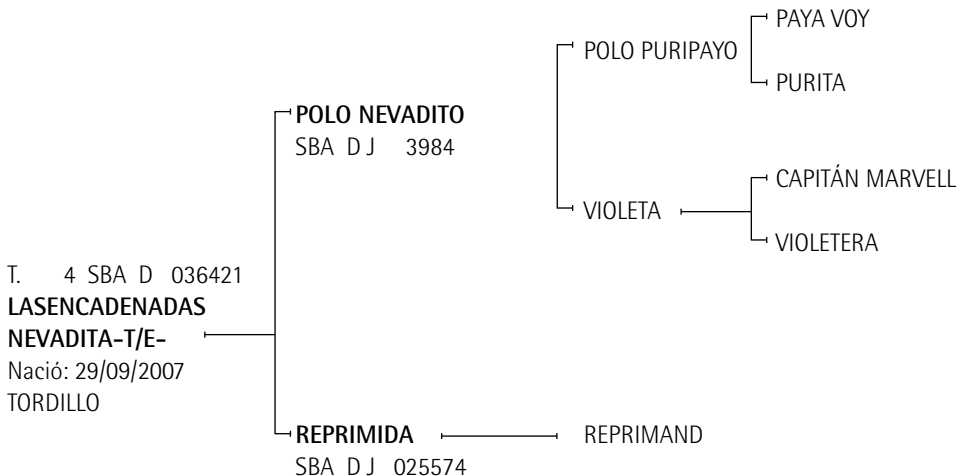 PAYA VOY
POLO PURIPAYO
PURITA
POLO NEVADITO
SBA D J 3984
CAPITÁN MARVELL
VIOLETA
VIOLETERA
T. 4 SBA D 036421
LASENCADENADAS
NEVADITA-T/E-
Nació: 29/09/2007
TORDILLO
REPRIMIDA
REPRIMAND
SBA D J 025574